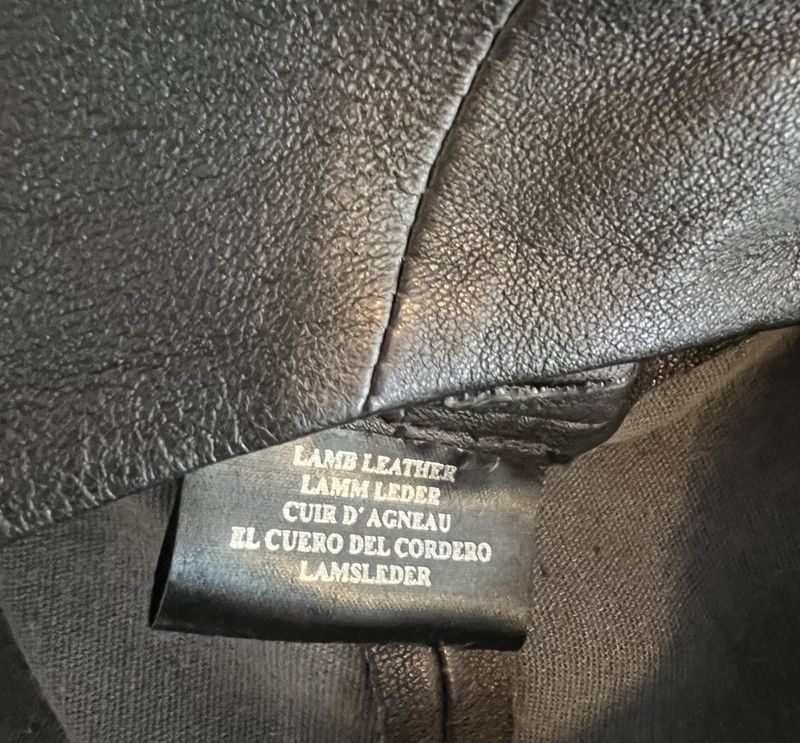 LAMB LEATHER
LAMM LEDER
CUIR D'AGNEAU
EL CUERO DEL CORDERO
LAMSLEDER